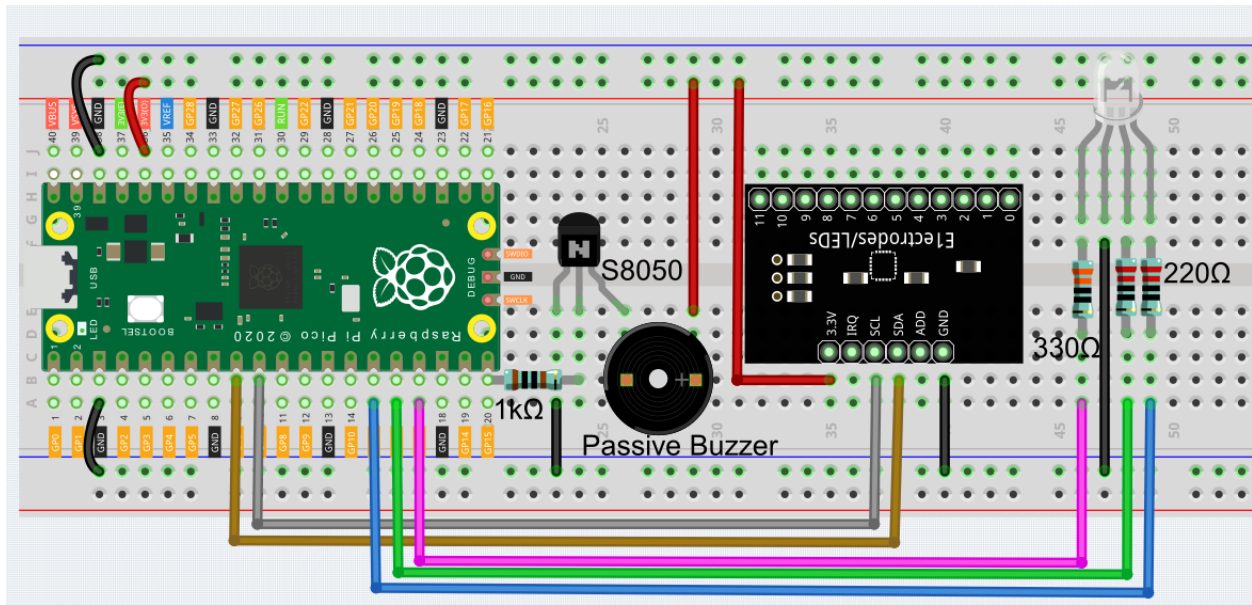 VBUS
VSYS
GND
3V3(E)
3V3(O)
VREF
GP28
GND
GP27
GP26
RUN
GP22
GND
GP21
GP20
GP19
GP18
GND
GP17
GP16
40
39
37
35
34
33
32
31
30
29
28
27
26
25
24
23
22
21
25
30
40
45
50
J
I
H
G
F
39
USB
DEBUG
SWDIO
GND
SWCLK
S8050
11
10
9
8
7
6
5
4
3
2
1
0
E1ectrodes/LEDs
220Ω
E
D
C
B
A
LED
BOOTSEL
Raspberry Pi Pico © 2020
1
2
3.3V
IRQ
SCL
SDA
ADD
GND
330Ω
1kΩ
+
Passive Buzzer
1
2
3
4
5
6
7
8
11
12
13
14
18
19
20
25
30
35
40
45
50
GP0
GP1
GND
GP2
GP3
GP4
GP5
GND
GP8
GP9
GND
GP10
GND
GP14
GP15